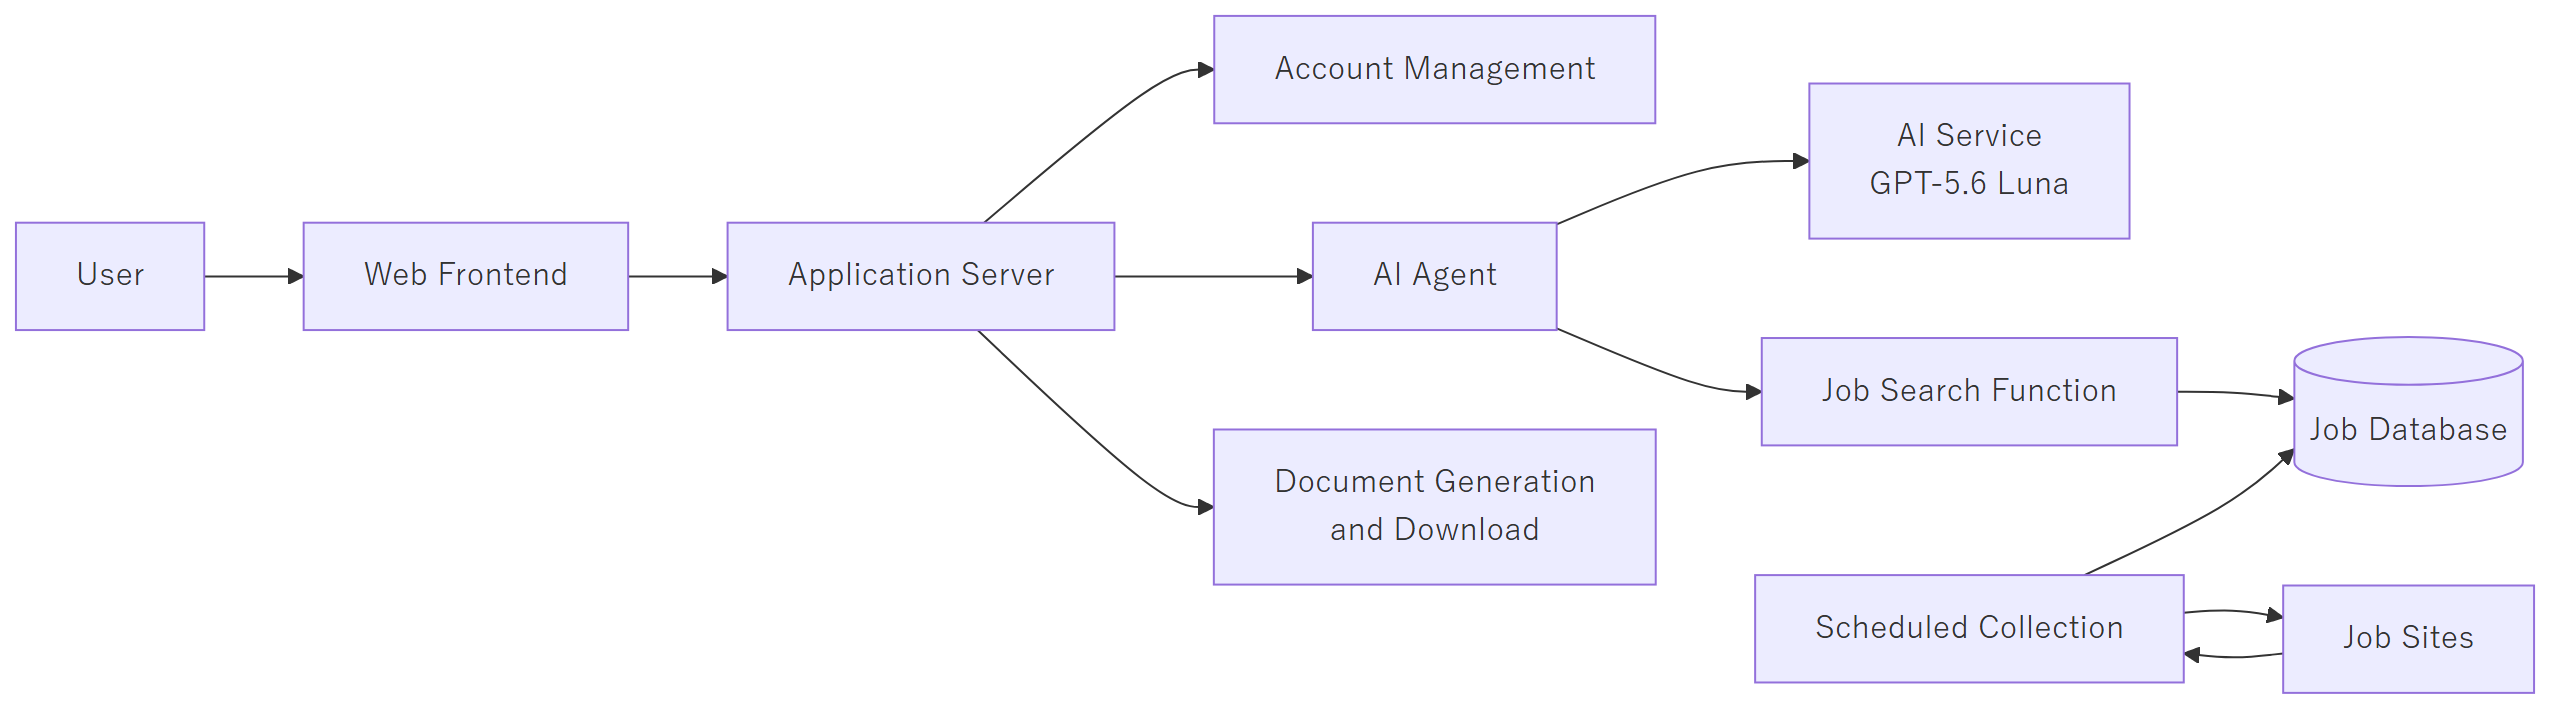 User
Web Frontend
Application Server
Account Management
AI Agent
Document Generation
and Download
AI Service
GPT-5.6 Luna
Job Search Function
Job Database
Scheduled Collection
Job Sites